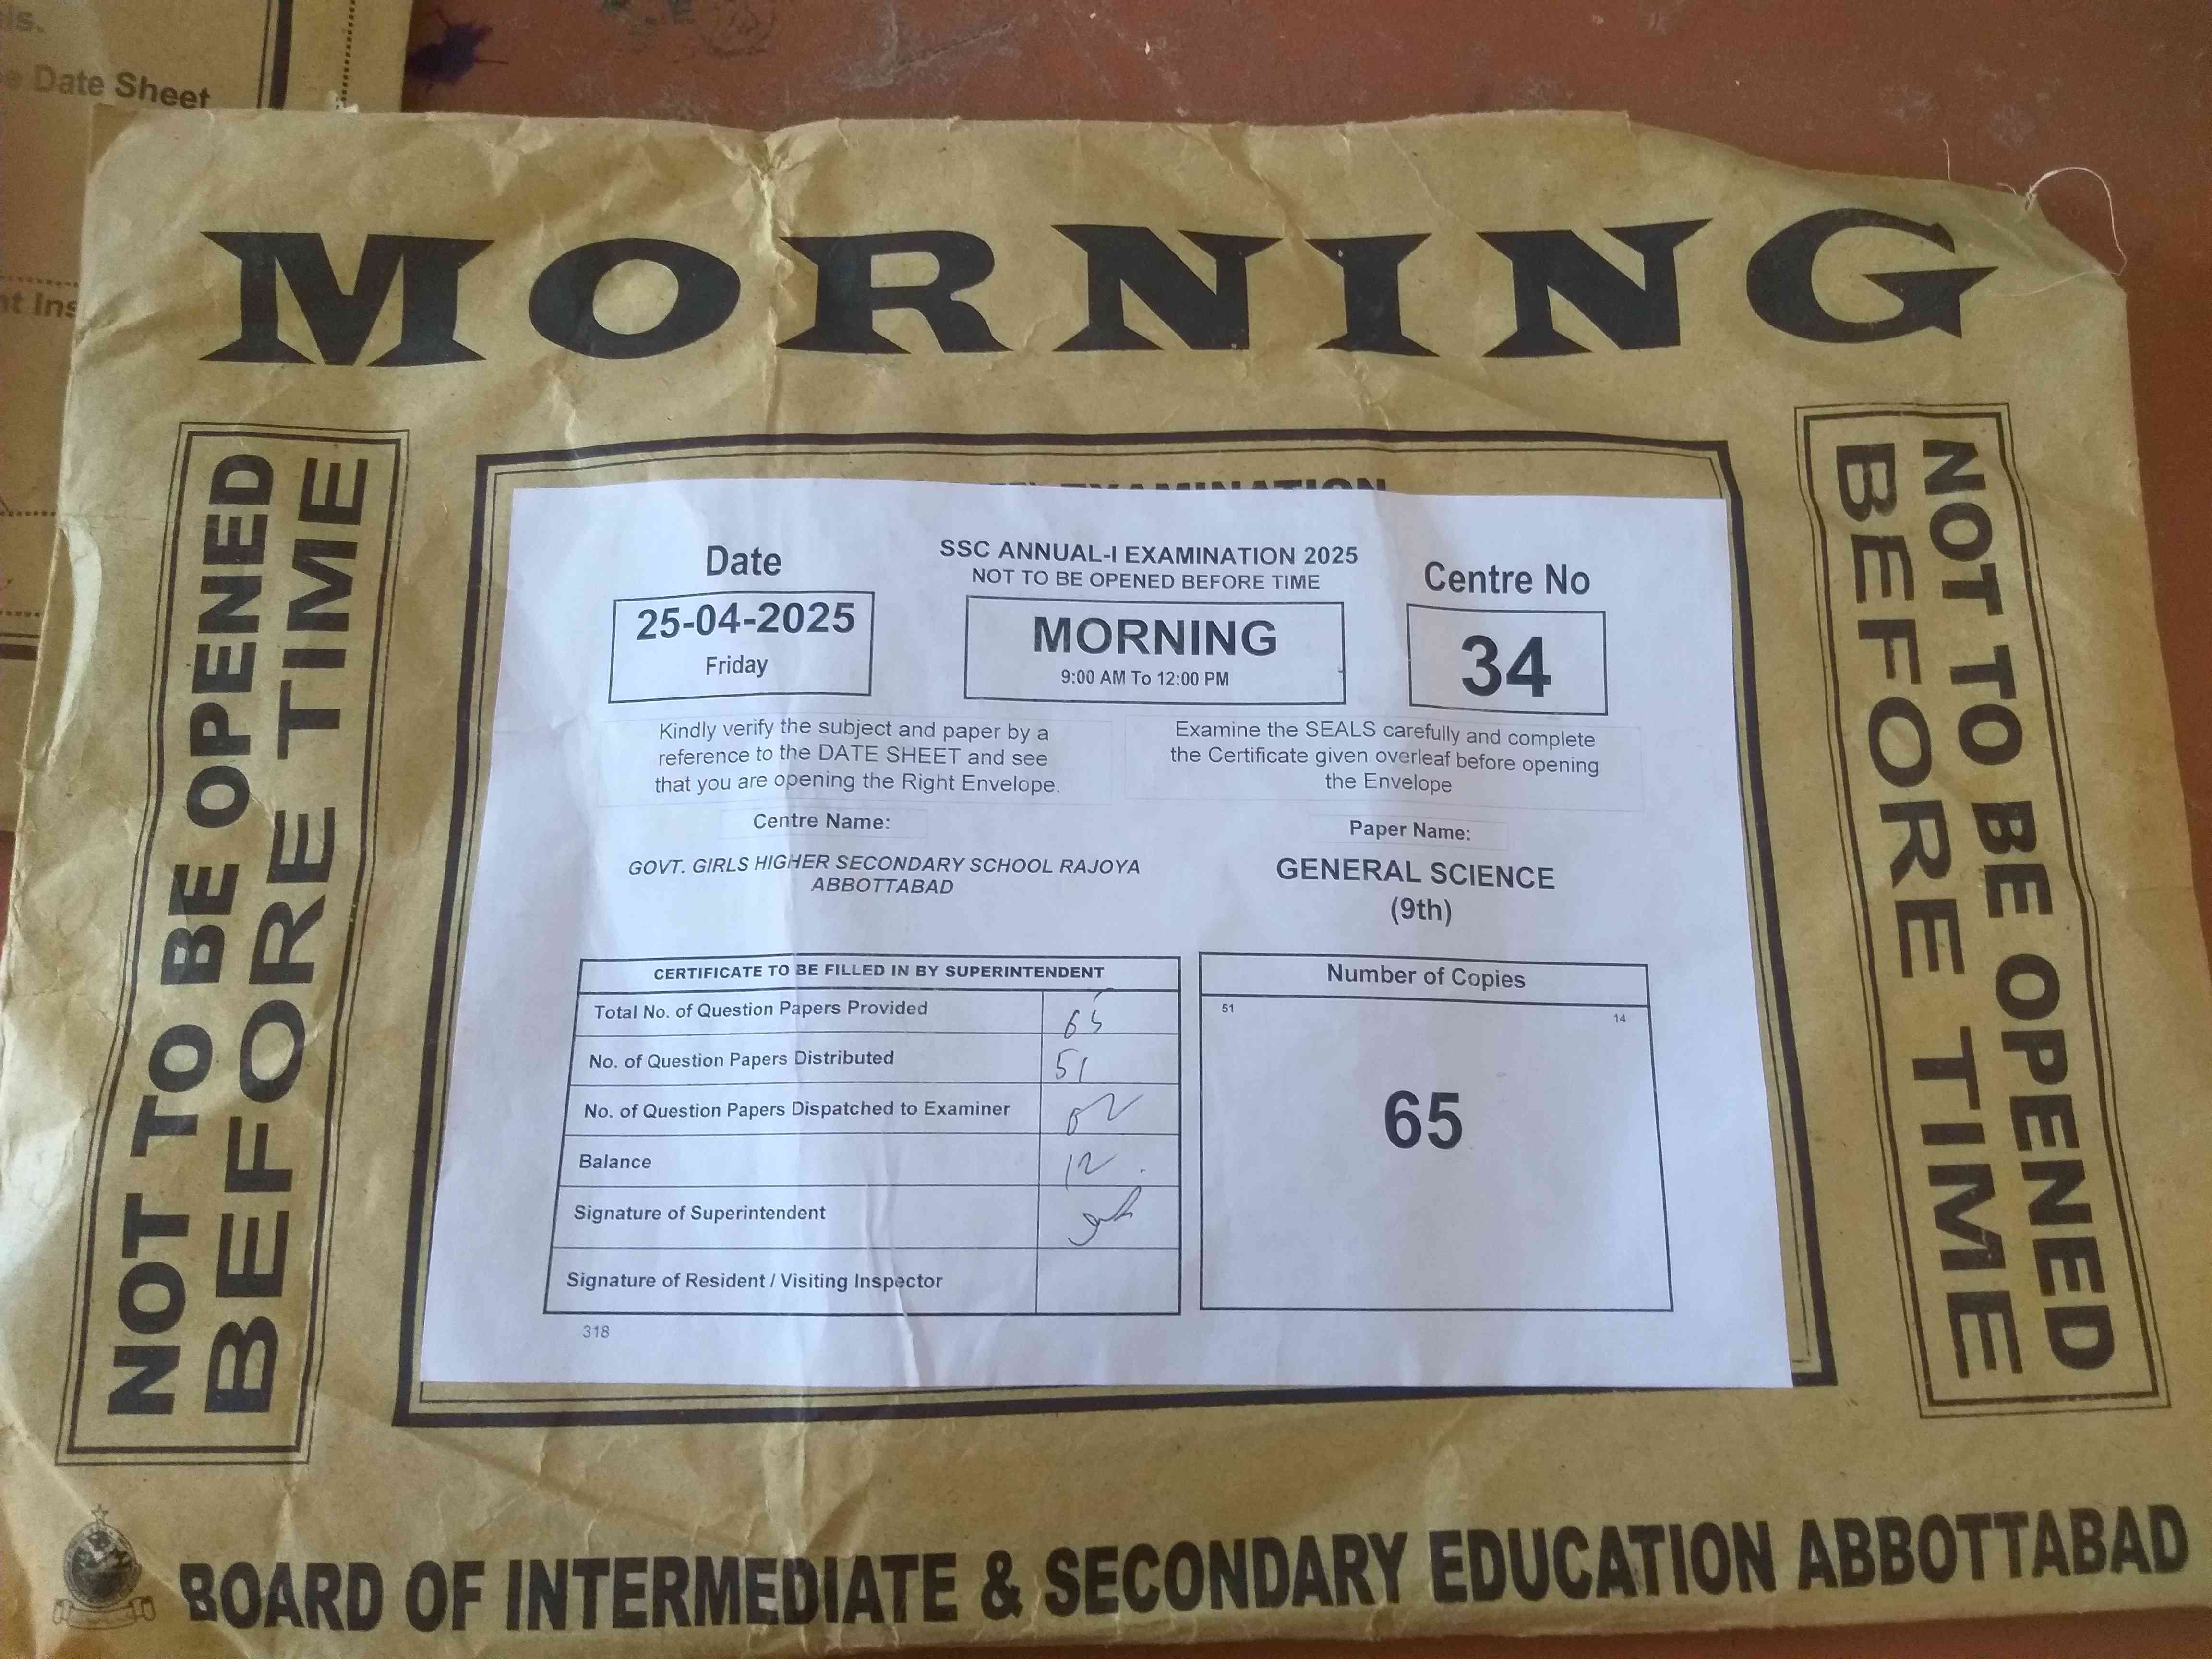 is.
e Date Sheet
nt Ins
MORNING
NOT TO BE OPENED
BEFORE TIME
NOT TO BE OPENED
BEFORE TIME
EXAMINATION
Date
25-04-2025
Friday
SSC ANNUAL-I EXAMINATION 2025
NOT TO BE OPENED BEFORE TIME
MORNING
9:00 AM To 12:00 PM
Centre No
34
Kindly verify the subject and paper by a
reference to the DATE SHEET and see
that you are opening the Right Envelope.
Examine the SEALS carefully and complete
the Certificate given overleaf before opening
the Envelope
Centre Name:
GOVT. GIRLS HIGHER SECONDARY SCHOOL RAJOYA
ABBOTTABAD
Paper Name:
GENERAL SCIENCE
(9th)
CERTIFICATE TO BE FILLED IN BY SUPERINTENDENT
Total No. of Question Papers Provided 65
No. of Question Papers Distributed 51
No. of Question Papers Dispatched to Examiner 02
Balance 12
Signature of Superintendent
Signature of Resident / Visiting Inspector
Number of Copies
51 14
65
318
BOARD OF INTERMEDIATE & SECONDARY EDUCATION ABBOTTABAD